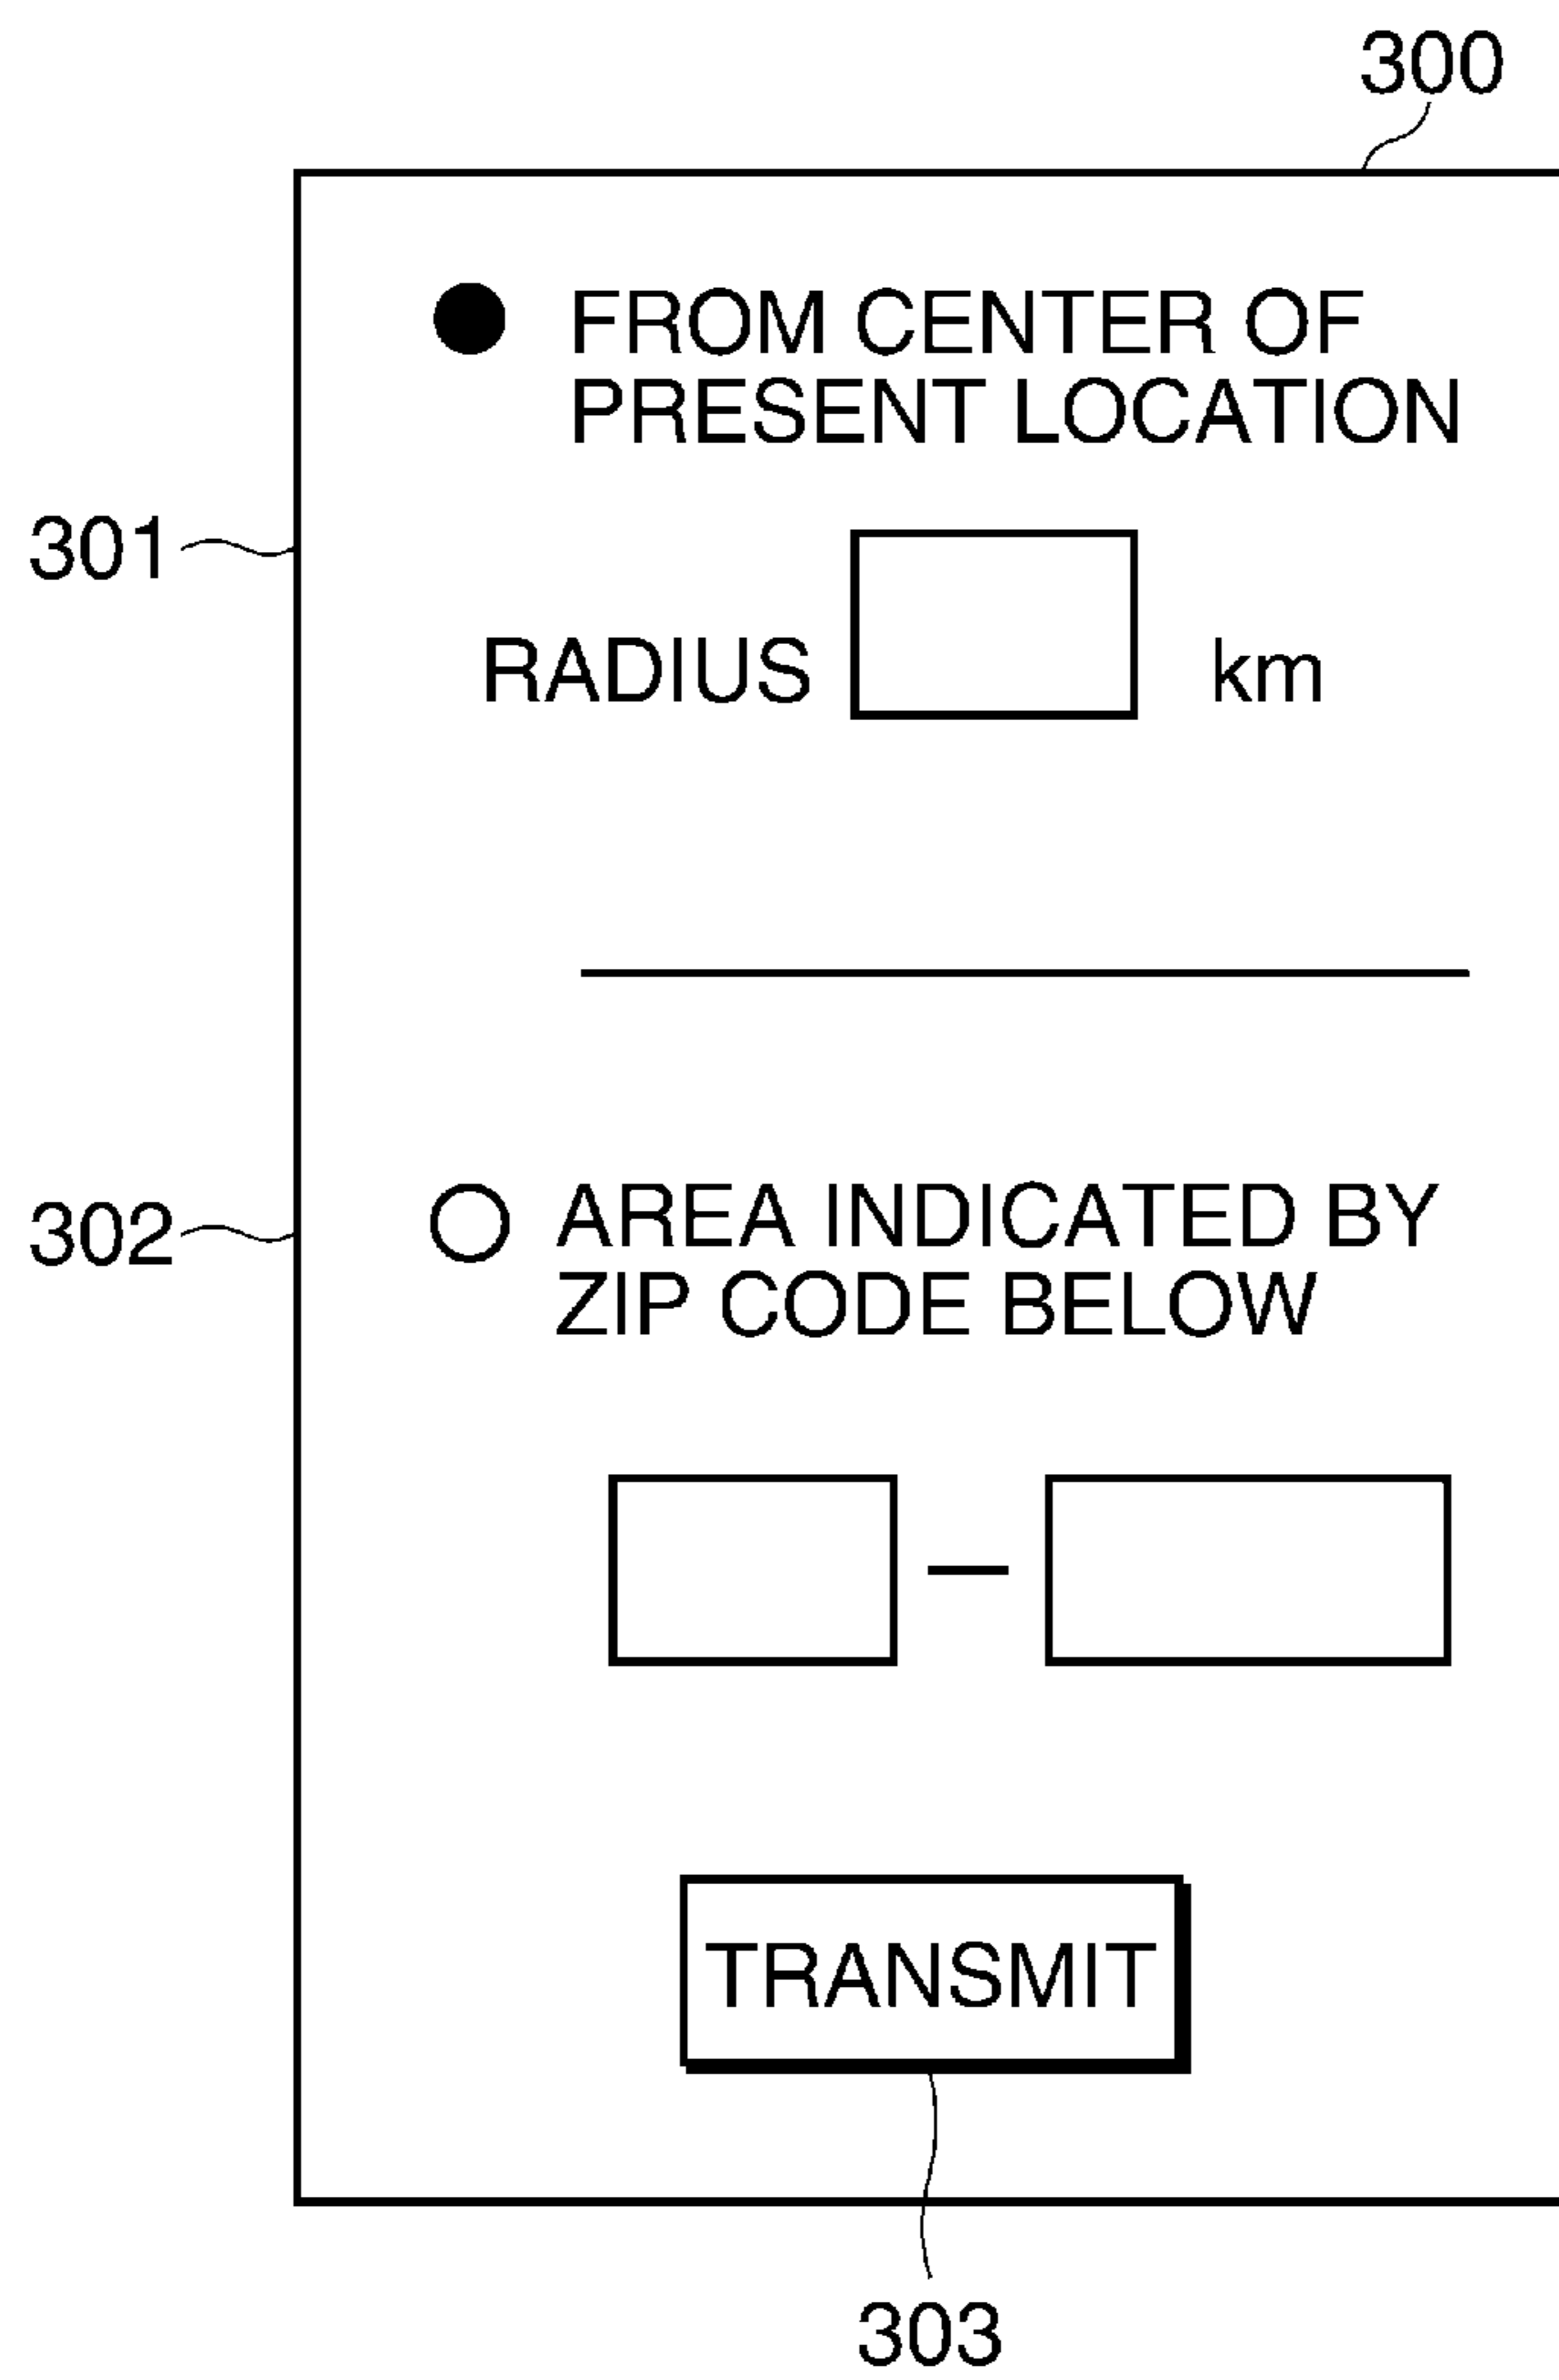 300
FROM CENTER OF
PRESENT LOCATION
301
RADIUS km
302
AREA INDICATED BY
ZIP CODE BELOW
—
TRANSMIT
303